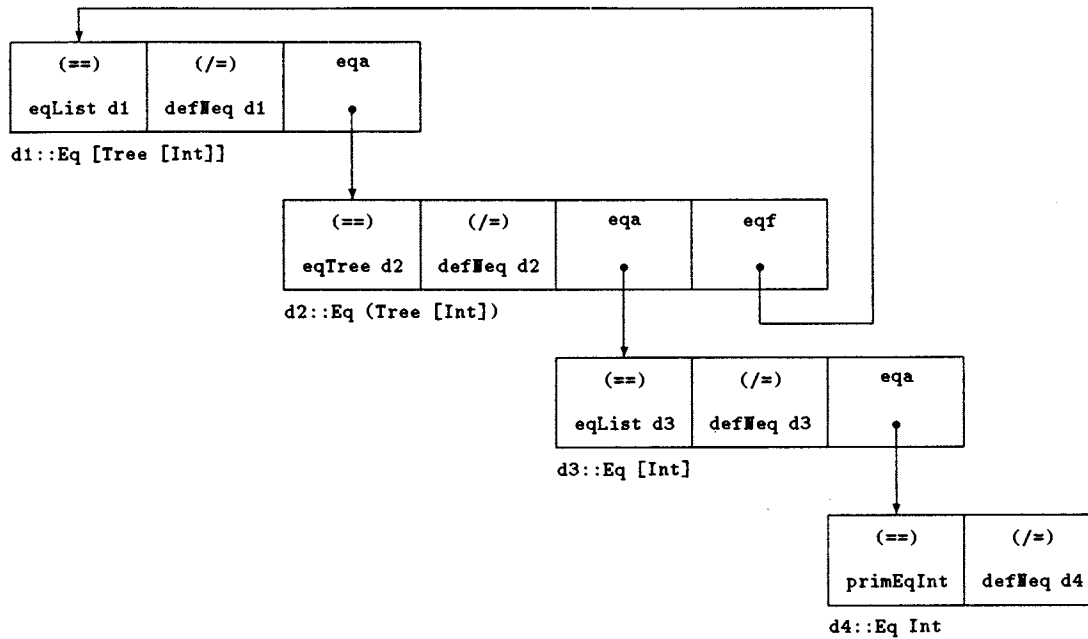 (==) (/=) eqa
eqList d1 defNeq d1
d1::Eq [Tree [Int]]
(==) (/=) eqa eqf
eqTree d2 defNeq d2
d2::Eq (Tree [Int])
(==) (/=) eqa
eqList d3 defNeq d3
d3::Eq [Int]
(==) (/=)
primEqInt defNeq d4
d4::Eq Int